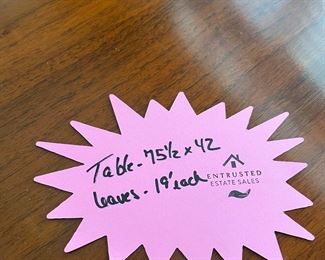 Table - 75½ x 42
Leaves - 19" each
ENTRUSTED
ESTATE SALES